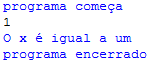 programa começa
1
O x é igual a um
programa encerrado